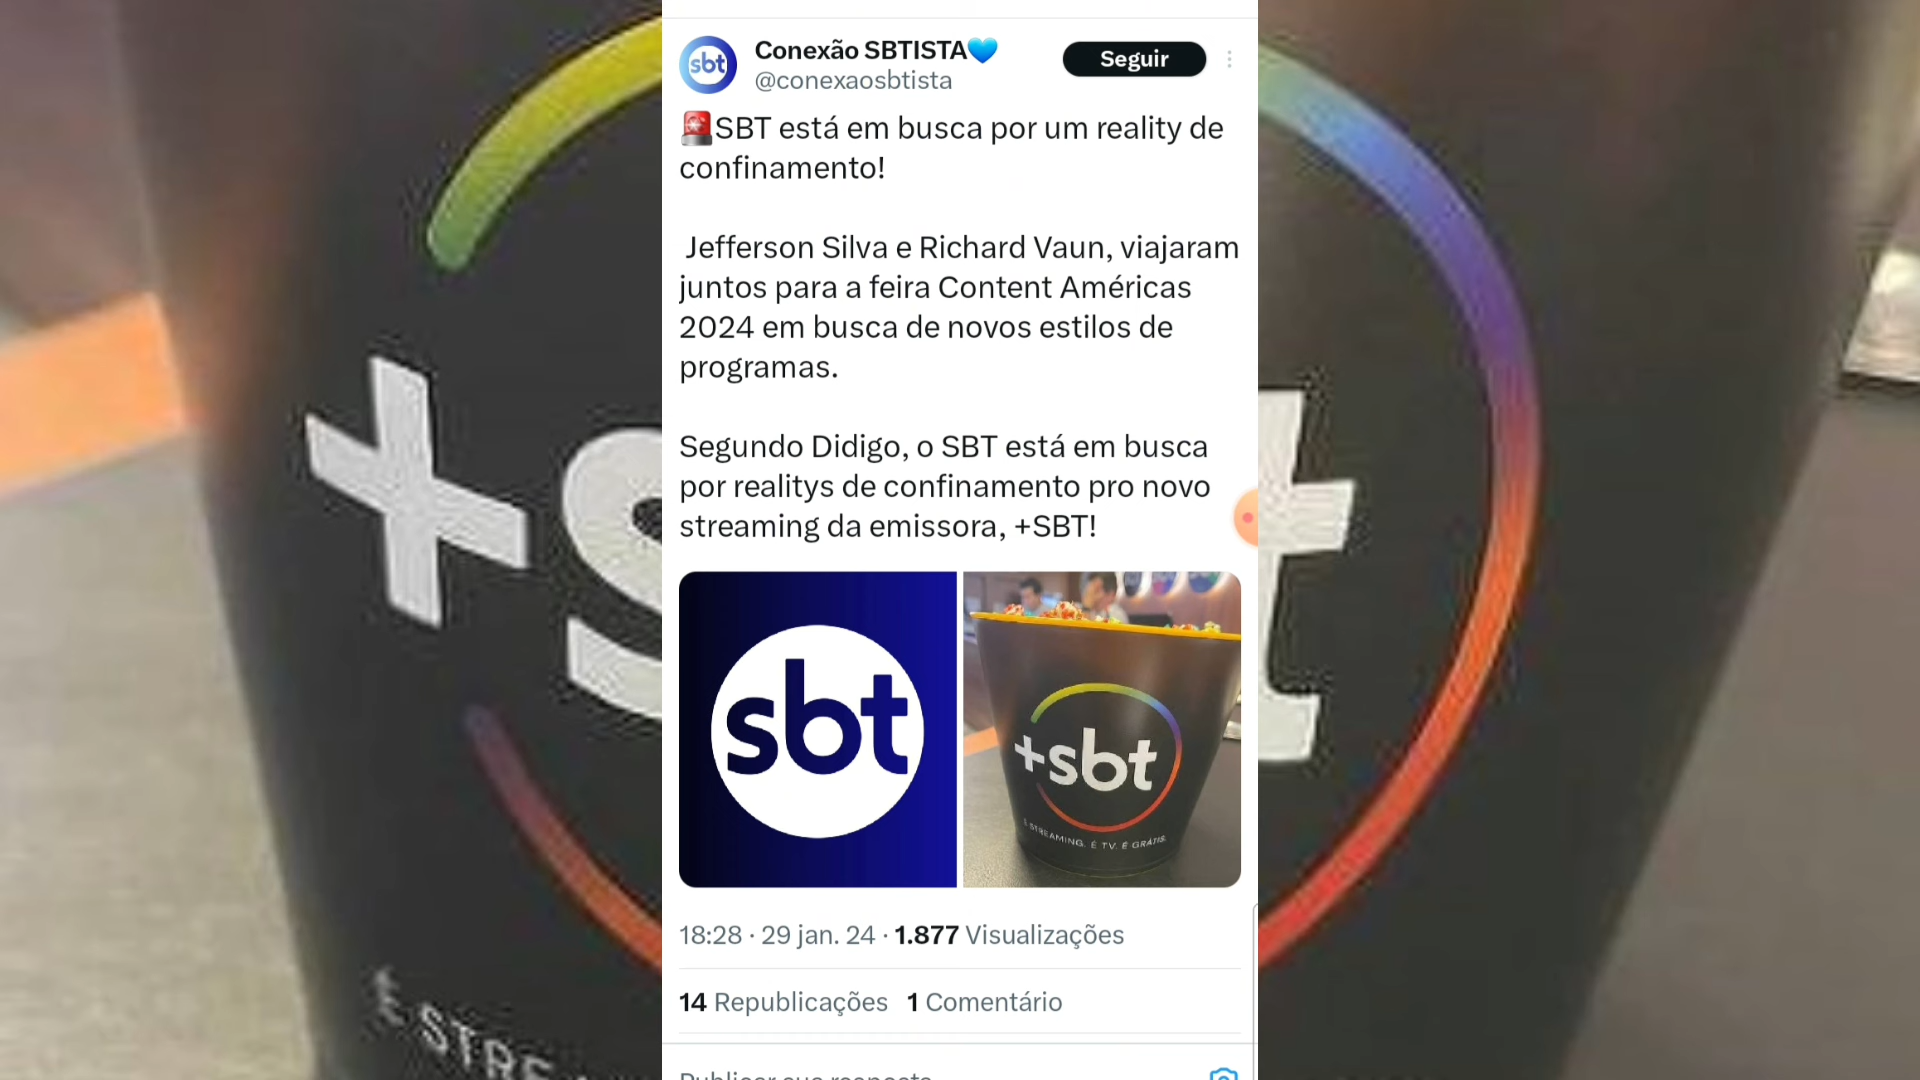 Conexão SBTISTA💙
@conexaosbtista
Seguir
🚨SBT está em busca por um reality de
confinamento!
Jefferson Silva e Richard Vaun, viajaram
juntos para a feira Content Américas
2024 em busca de novos estilos de
programas.
Segundo Didigo, o SBT está em busca
por realitys de confinamento pro novo
streaming da emissora, +SBT!
sbt
sbt
+sbt
É STREAMING. É TV. É GRÁTIS.
18:28 · 29 jan. 24 · 1.877 Visualizações
14 Republicações 1 Comentário
+s
t
É STRE